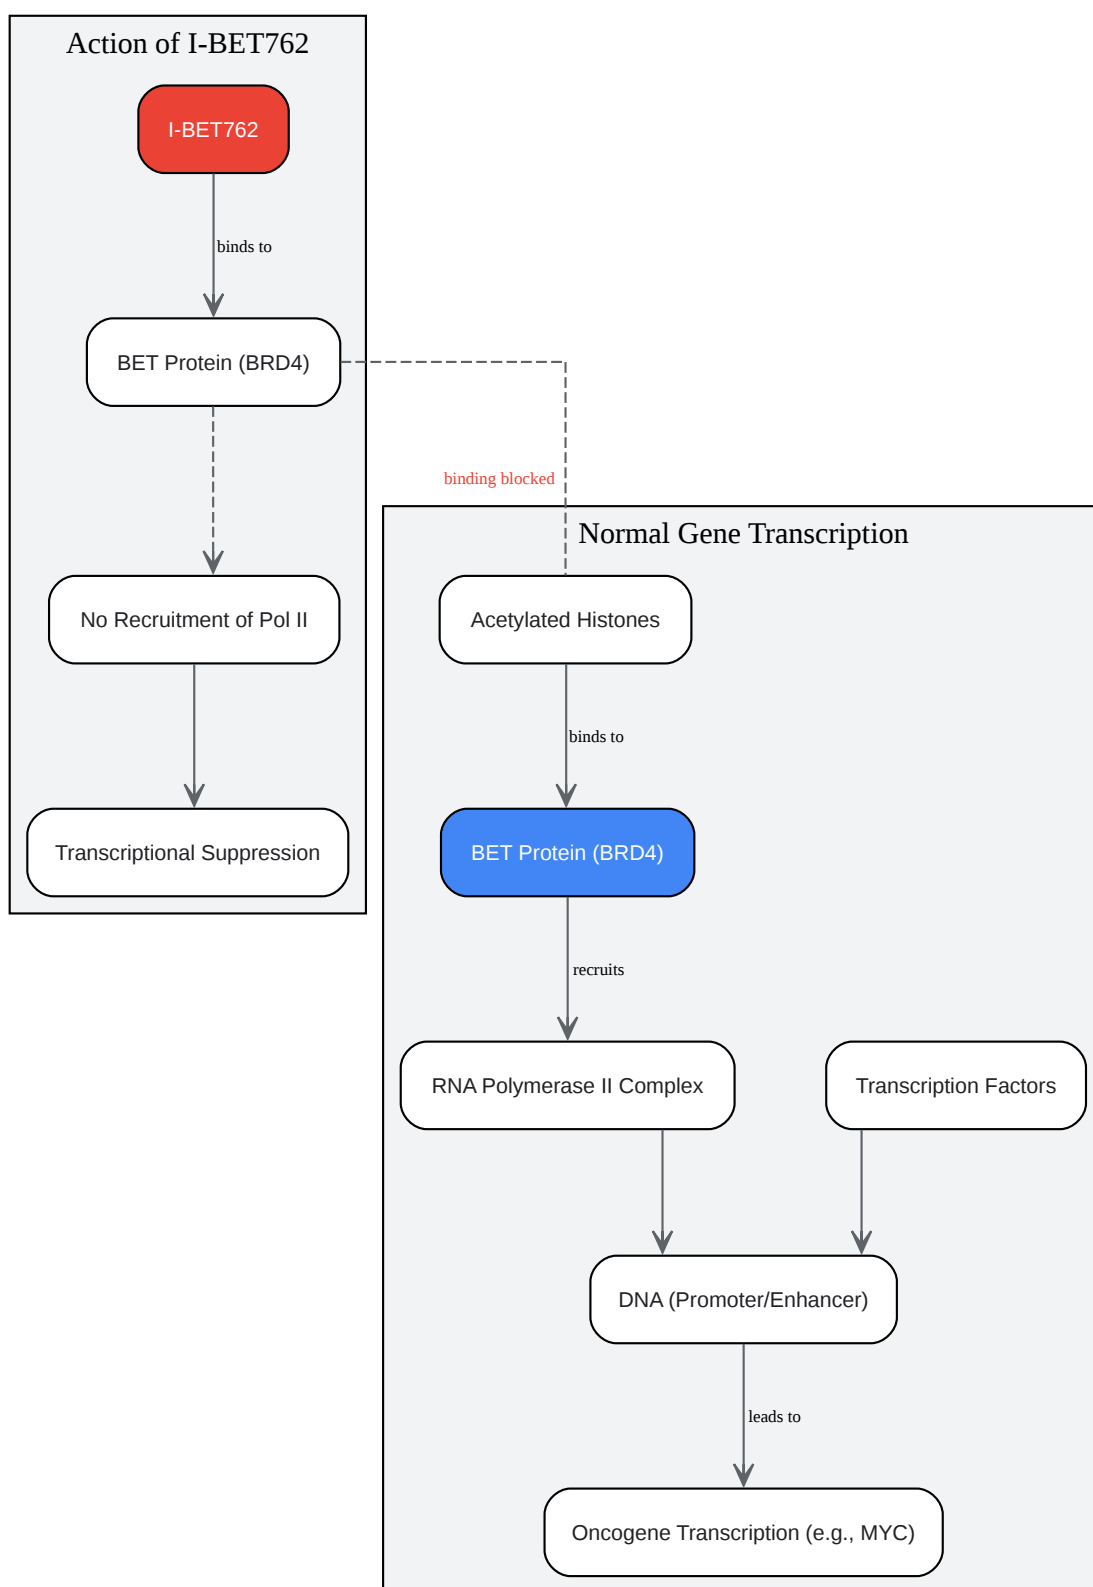 Action of I-BET762
I-BET762
binds to
BET Protein (BRD4)
binding blocked
No Recruitment of Pol II
Transcriptional Suppression
Normal Gene Transcription
Acetylated Histones
binds to
BET Protein (BRD4)
recruits
RNA Polymerase II Complex
Transcription Factors
DNA (Promoter/Enhancer)
leads to
Oncogene Transcription (e.g., MYC)